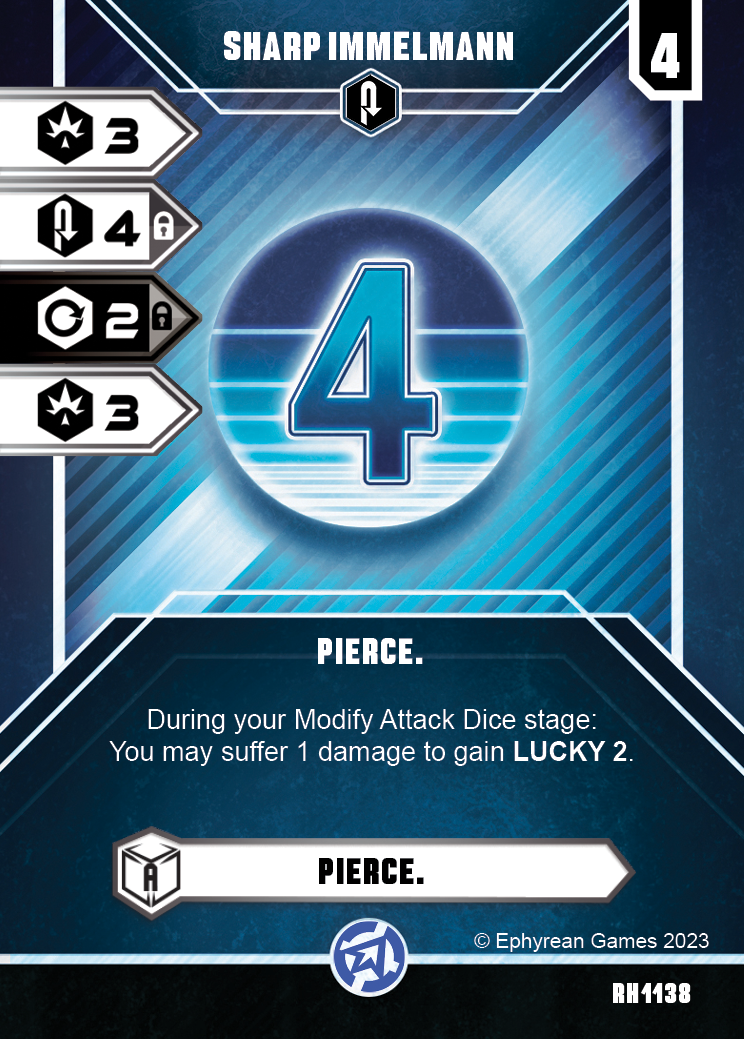 SHARP IMMELMANN
4
3
4
2
3
4
PIERCE.
During your Modify Attack Dice stage:
You may suffer 1 damage to gain LUCKY 2.
A
PIERCE.
© Ephyrean Games 2023
RH1138